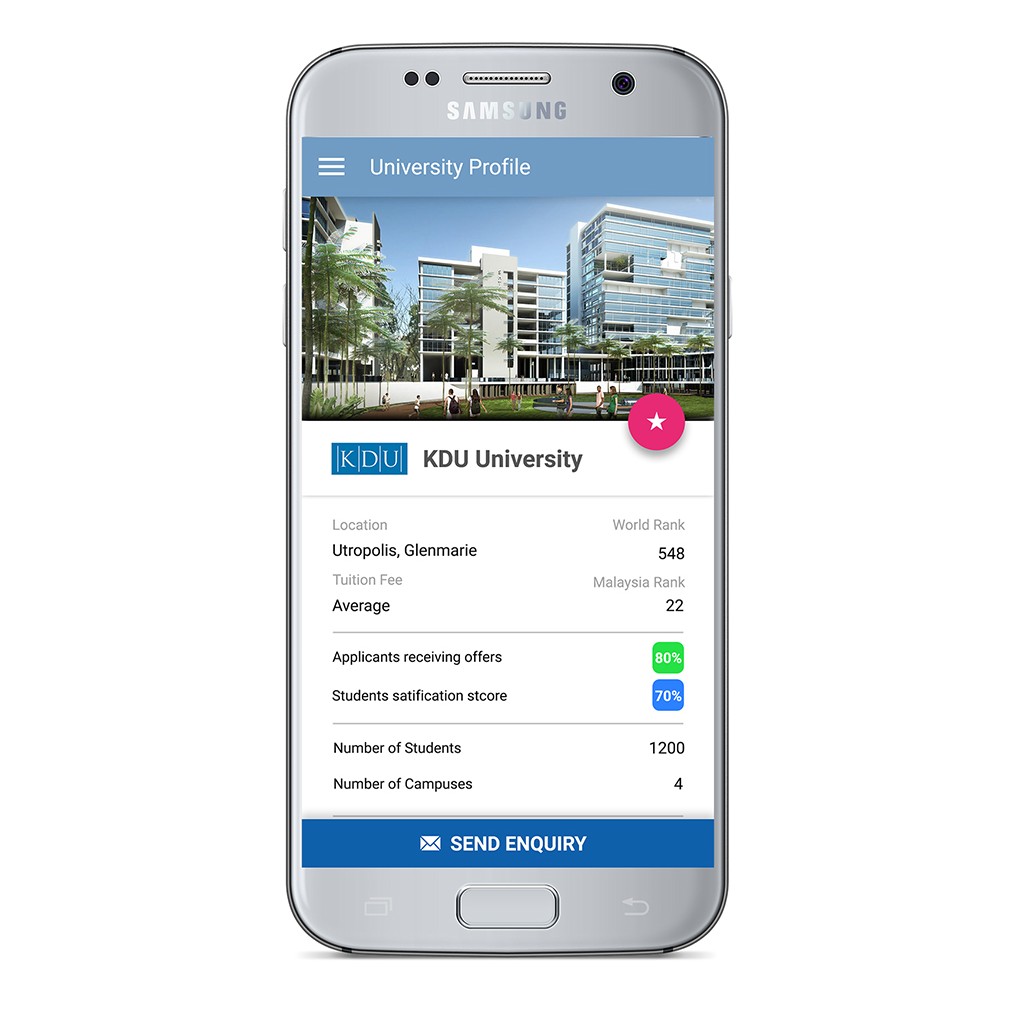 SAMSUNG
University Profile
KDU
KDU University
Location
World Rank
Utropolis, Glenmarie
548
Tuition Fee
Malaysia Rank
Average
22
Applicants receiving offers
80%
Students satification stcore
70%
Number of Students
1200
Number of Campuses
4
SEND ENQUIRY